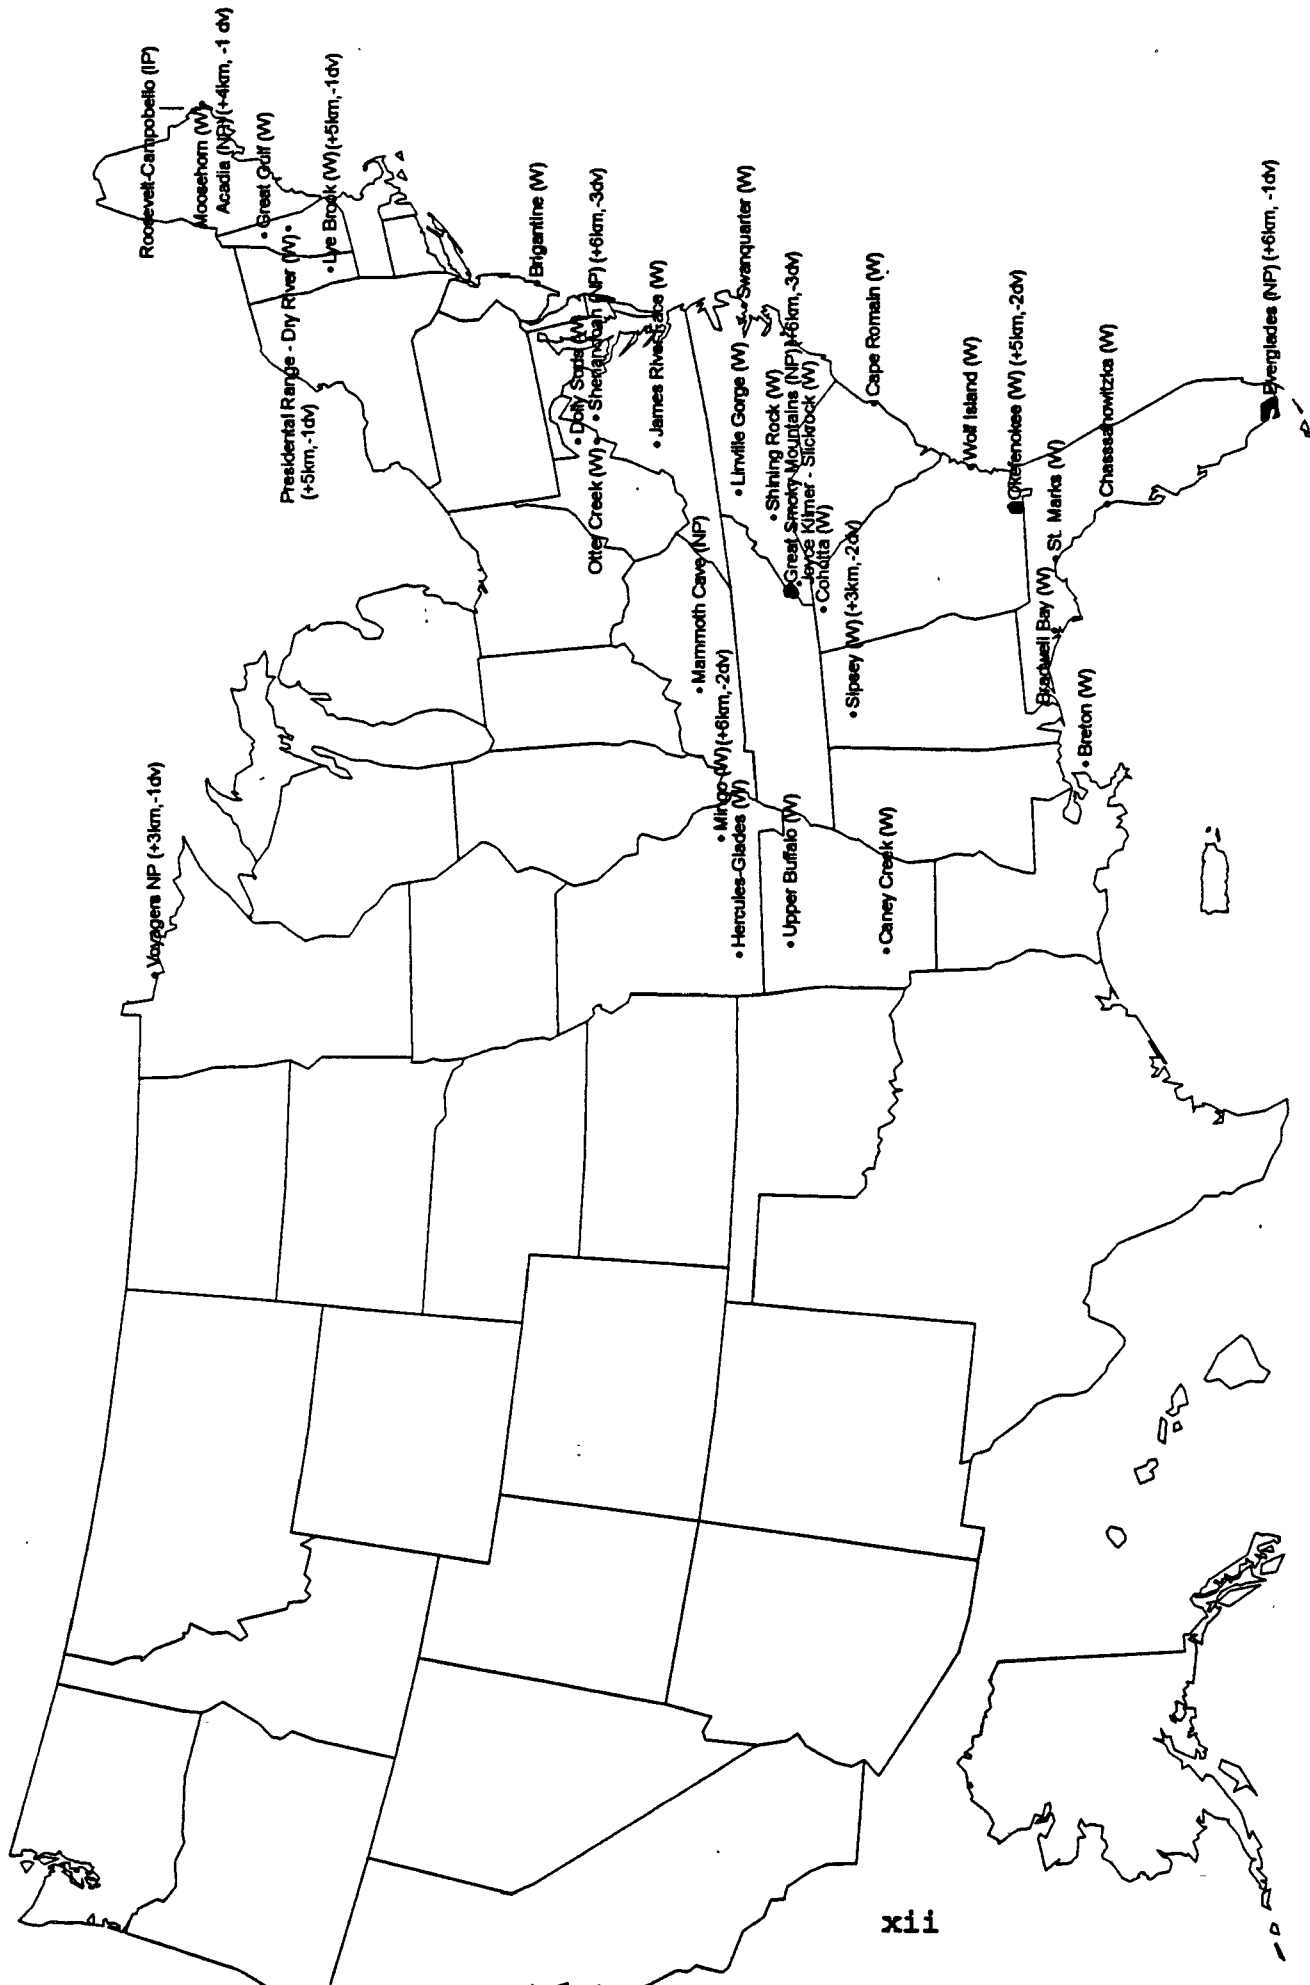 Roosevelt-Campobello (IP)
Moosehorn (W)
Acadia (NP) (+4km, -1 dv)
Great Gulf (W)
Presidental Range - Dry River (W)
(+5km,-1dv)
Lye Brook (W) (+5km,-1dv)
Voyagers NP (+3km,-1dv)
Brigantine (W)
Dolly Sods (W)
Otter Creek (W)
Shenandoah (NP) (+6km,-3dv)
James River Face (W)
Mammoth Cave (NP)
Mingo (W) (+6km,-2dv)
Hercules-Glades (W)
Linville Gorge (W)
Swanquarter (W)
Shining Rock (W)
Great Smoky Mountains (NP) (+6km,-3dv)
Joyce Kilmer - Slickrock (W)
Cohotta (W)
Upper Buffalo (W)
Sipsey (W) (+3km,-2dv)
Cape Romain (W)
Caney Creek (W)
Wolf Island (W)
Okefenokee (W) (+5km,-2dv)
Bradwell Bay (W)
St. Marks (W)
Breton (W)
Chassahowitzka (W)
Everglades (NP) (+6km, -1dv)
xii